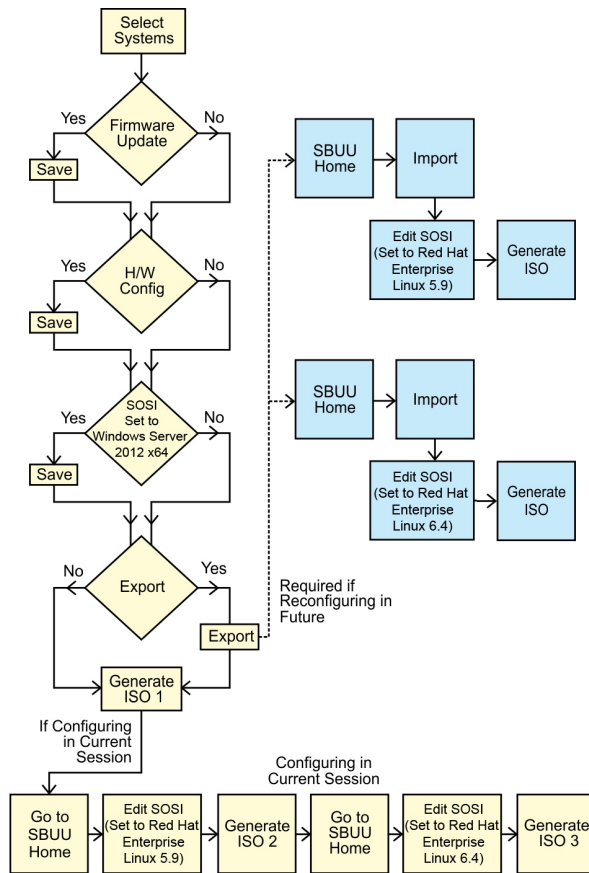 Select
Systems
Yes
Firmware
Update
No
Save
Yes
H/W
Config
No
Save
Yes
SOSI
Set to
Windows Server
2012 x64
No
Save
No
Export
Yes
Export
Required if
Reconfiguring in
Future
Generate
ISO 1
SBUU
Home
Import
Edit SOSI
(Set to Red Hat
Enterprise
Linux 5.9)
Generate
ISO
SBUU
Home
Import
Edit SOSI
(Set to Red Hat
Enterprise
Linux 6.4)
Generate
ISO
If Configuring
in Current
Session
Configuring in
Current Session
Go to
SBUU
Home
Edit SOSI
(Set to Red Hat
Enterprise
Linux 5.9)
Generate
ISO 2
Go to
SBUU
Home
Edit SOSI
(Set to Red Hat
Enterprise
Linux 6.4)
Generate
ISO 3